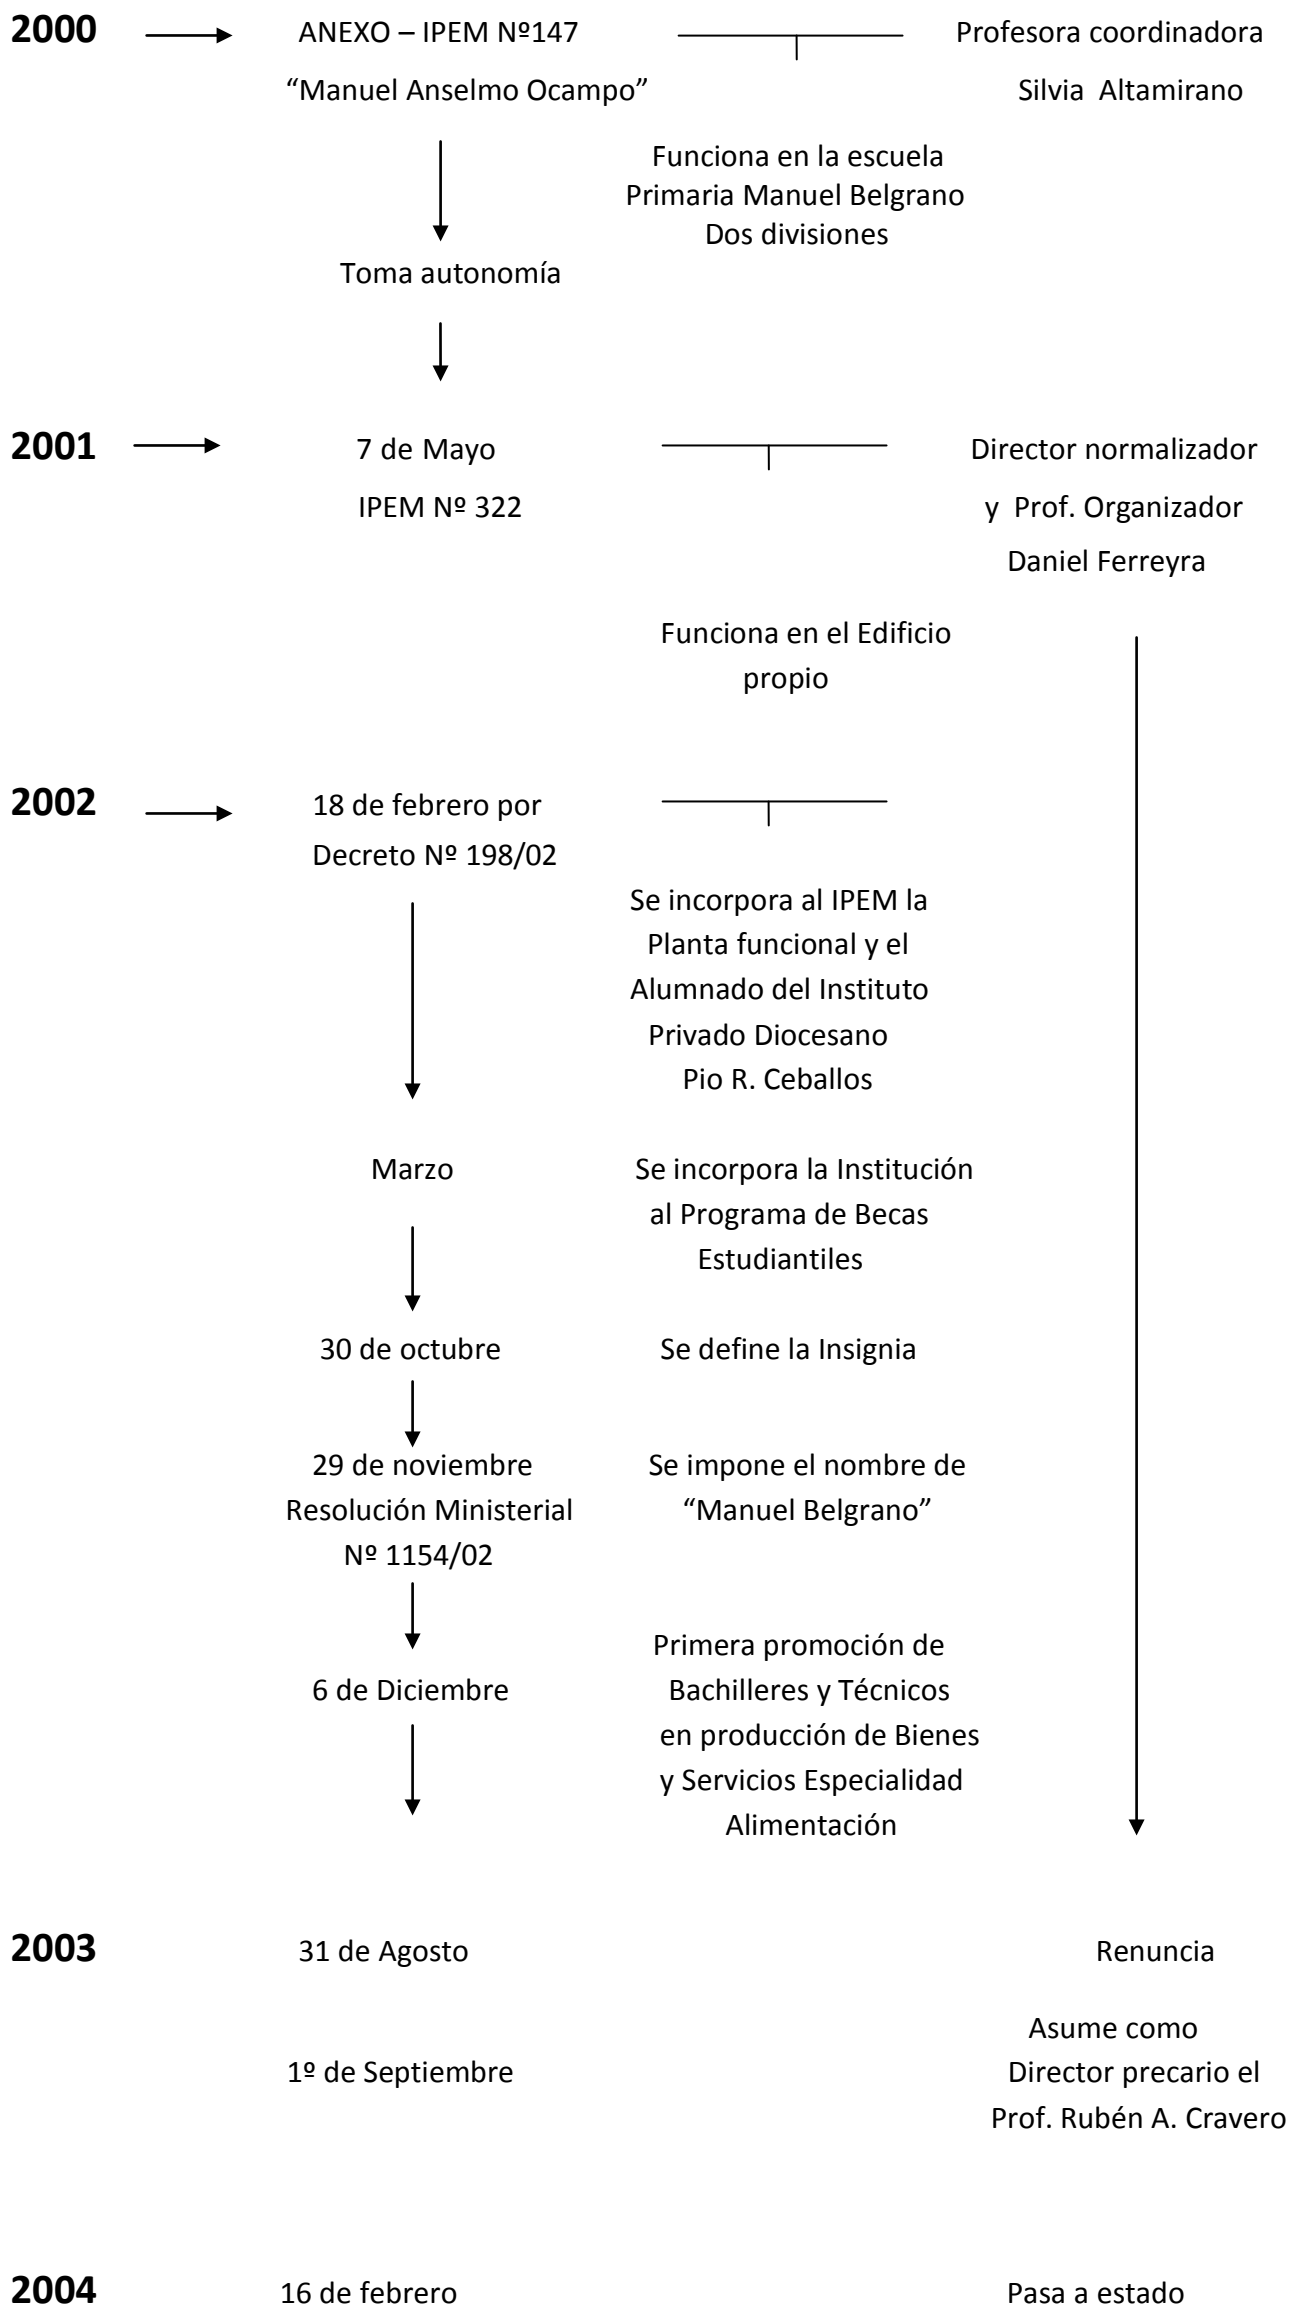 2000
ANEXO – IPEM Nº147
Profesora coordinadora
“Manuel Anselmo Ocampo”
Silvia Altamirano
Funciona en la escuela
Primaria Manuel Belgrano
Dos divisiones
Toma autonomía
2001
7 de Mayo
Director normalizador
IPEM Nº 322
y Prof. Organizador
Daniel Ferreyra
Funciona en el Edificio
propio
2002
18 de febrero por
Decreto Nº 198/02
Se incorpora al IPEM la
Planta funcional y el
Alumnado del Instituto
Privado Diocesano
Pio R. Ceballos
Marzo
Se incorpora la Institución
al Programa de Becas
Estudiantiles
30 de octubre
Se define la Insignia
29 de noviembre
Resolución Ministerial
Nº 1154/02
Se impone el nombre de
“Manuel Belgrano”
6 de Diciembre
Primera promoción de
Bachilleres y Técnicos
en producción de Bienes
y Servicios Especialidad
Alimentación
2003
31 de Agosto
Renuncia
1º de Septiembre
Asume como
Director precario el
Prof. Rubén A. Cravero
2004
16 de febrero
Pasa a estado